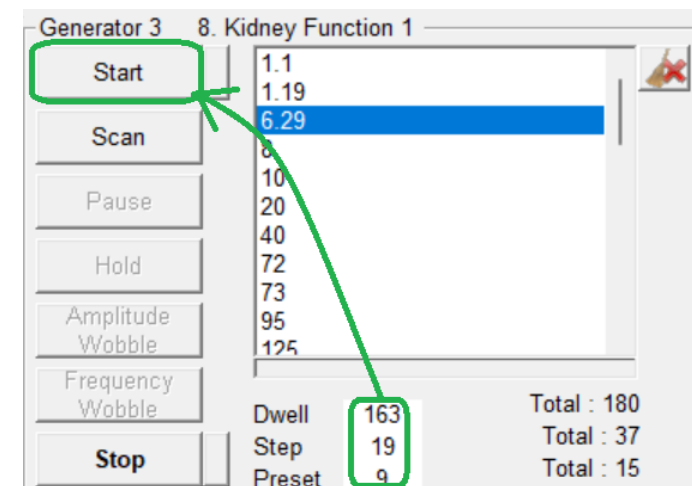 Generator 3 8. Kidney Function 1
Start
Scan
Pause
Hold
Amplitude
Wobble
Frequency
Wobble
Stop
1.1
1.19
6.29
8
10
20
40
72
73
95
125
Dwell 163 Total : 180
Step 19 Total : 37
Preset 9 Total : 15